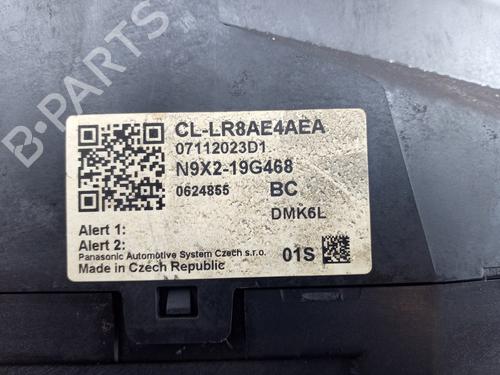 CL-LR8AE4AEA
07112023D1
N9X2-19G468
0624855 BC
DMK6L
Alert 1:
Alert 2:
Panasonic Automotive System Czech s.r.o. 01S
Made in Czech Republic
B-PARTS